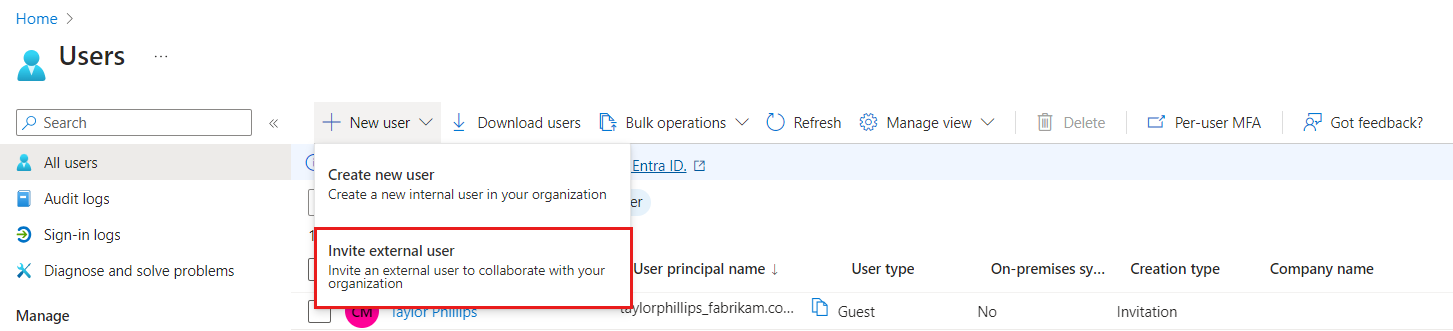 Home
Users
Search
New user
Download users
Bulk operations
Refresh
Manage view
Delete
Per-user MFA
Got feedback?
All users
Audit logs
Sign-in logs
Diagnose and solve problems
Manage
Create new user
Create a new internal user in your organization
Invite external user
Invite an external user to collaborate with your
organization
Entra ID.
User principal name ↓
User type
On-premises sy...
Creation type
Company name
CM
Taylor Phillips
taylorphillips_fabrikam.co...
Guest
No
Invitation